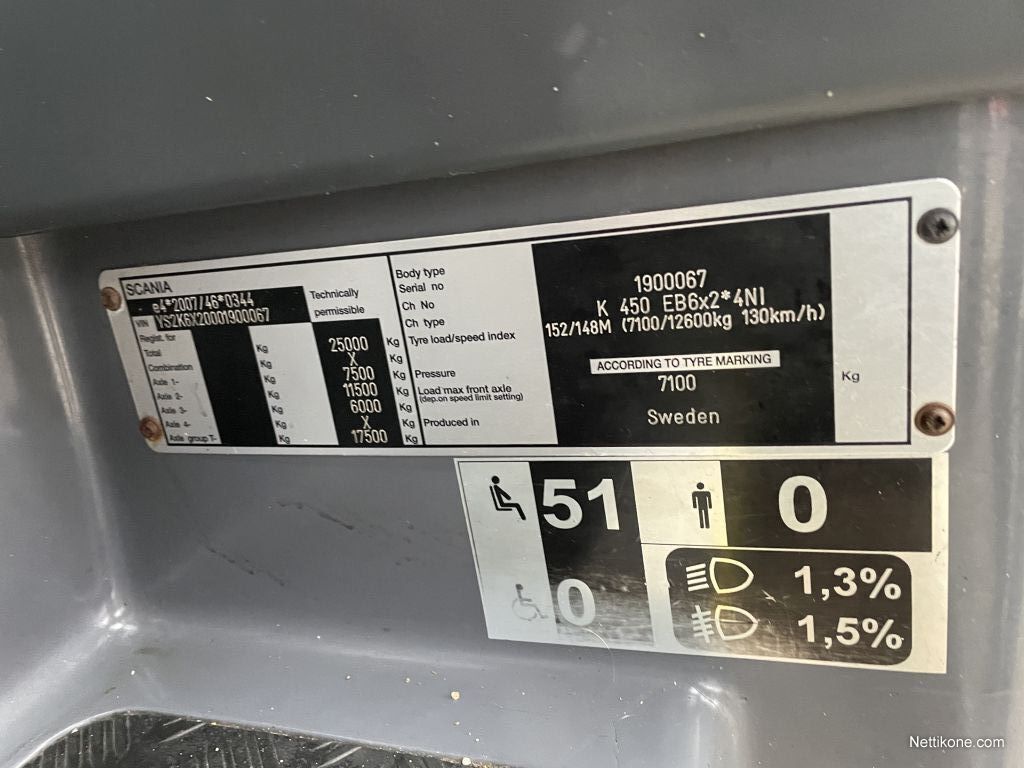 SCANIA
e4*2007/46*0344
VIN YS2K6X20001900067
Technically
permissible
Regist. for
Total Kg 25000 Kg
Combination Kg X Kg
Axle 1- Kg 7500 Kg
Axle 2- Kg 11500 Kg
Axle 3- Kg 6000 Kg
Axle 4- Kg X Kg
Axle group T- Kg 17500 Kg
Body type
Serial no 1900067
Ch No
Ch type K 450 EB6x2*4NI
Tyre load/speed index 152/148M (7100/12600kg 130km/h)
Pressure ACCORDING TO TYRE MARKING
Load max front axle 7100 Kg
(dep.on speed limit setting)
Produced in Sweden
51 0
0 1,3%
1,5%
Nettikone.com